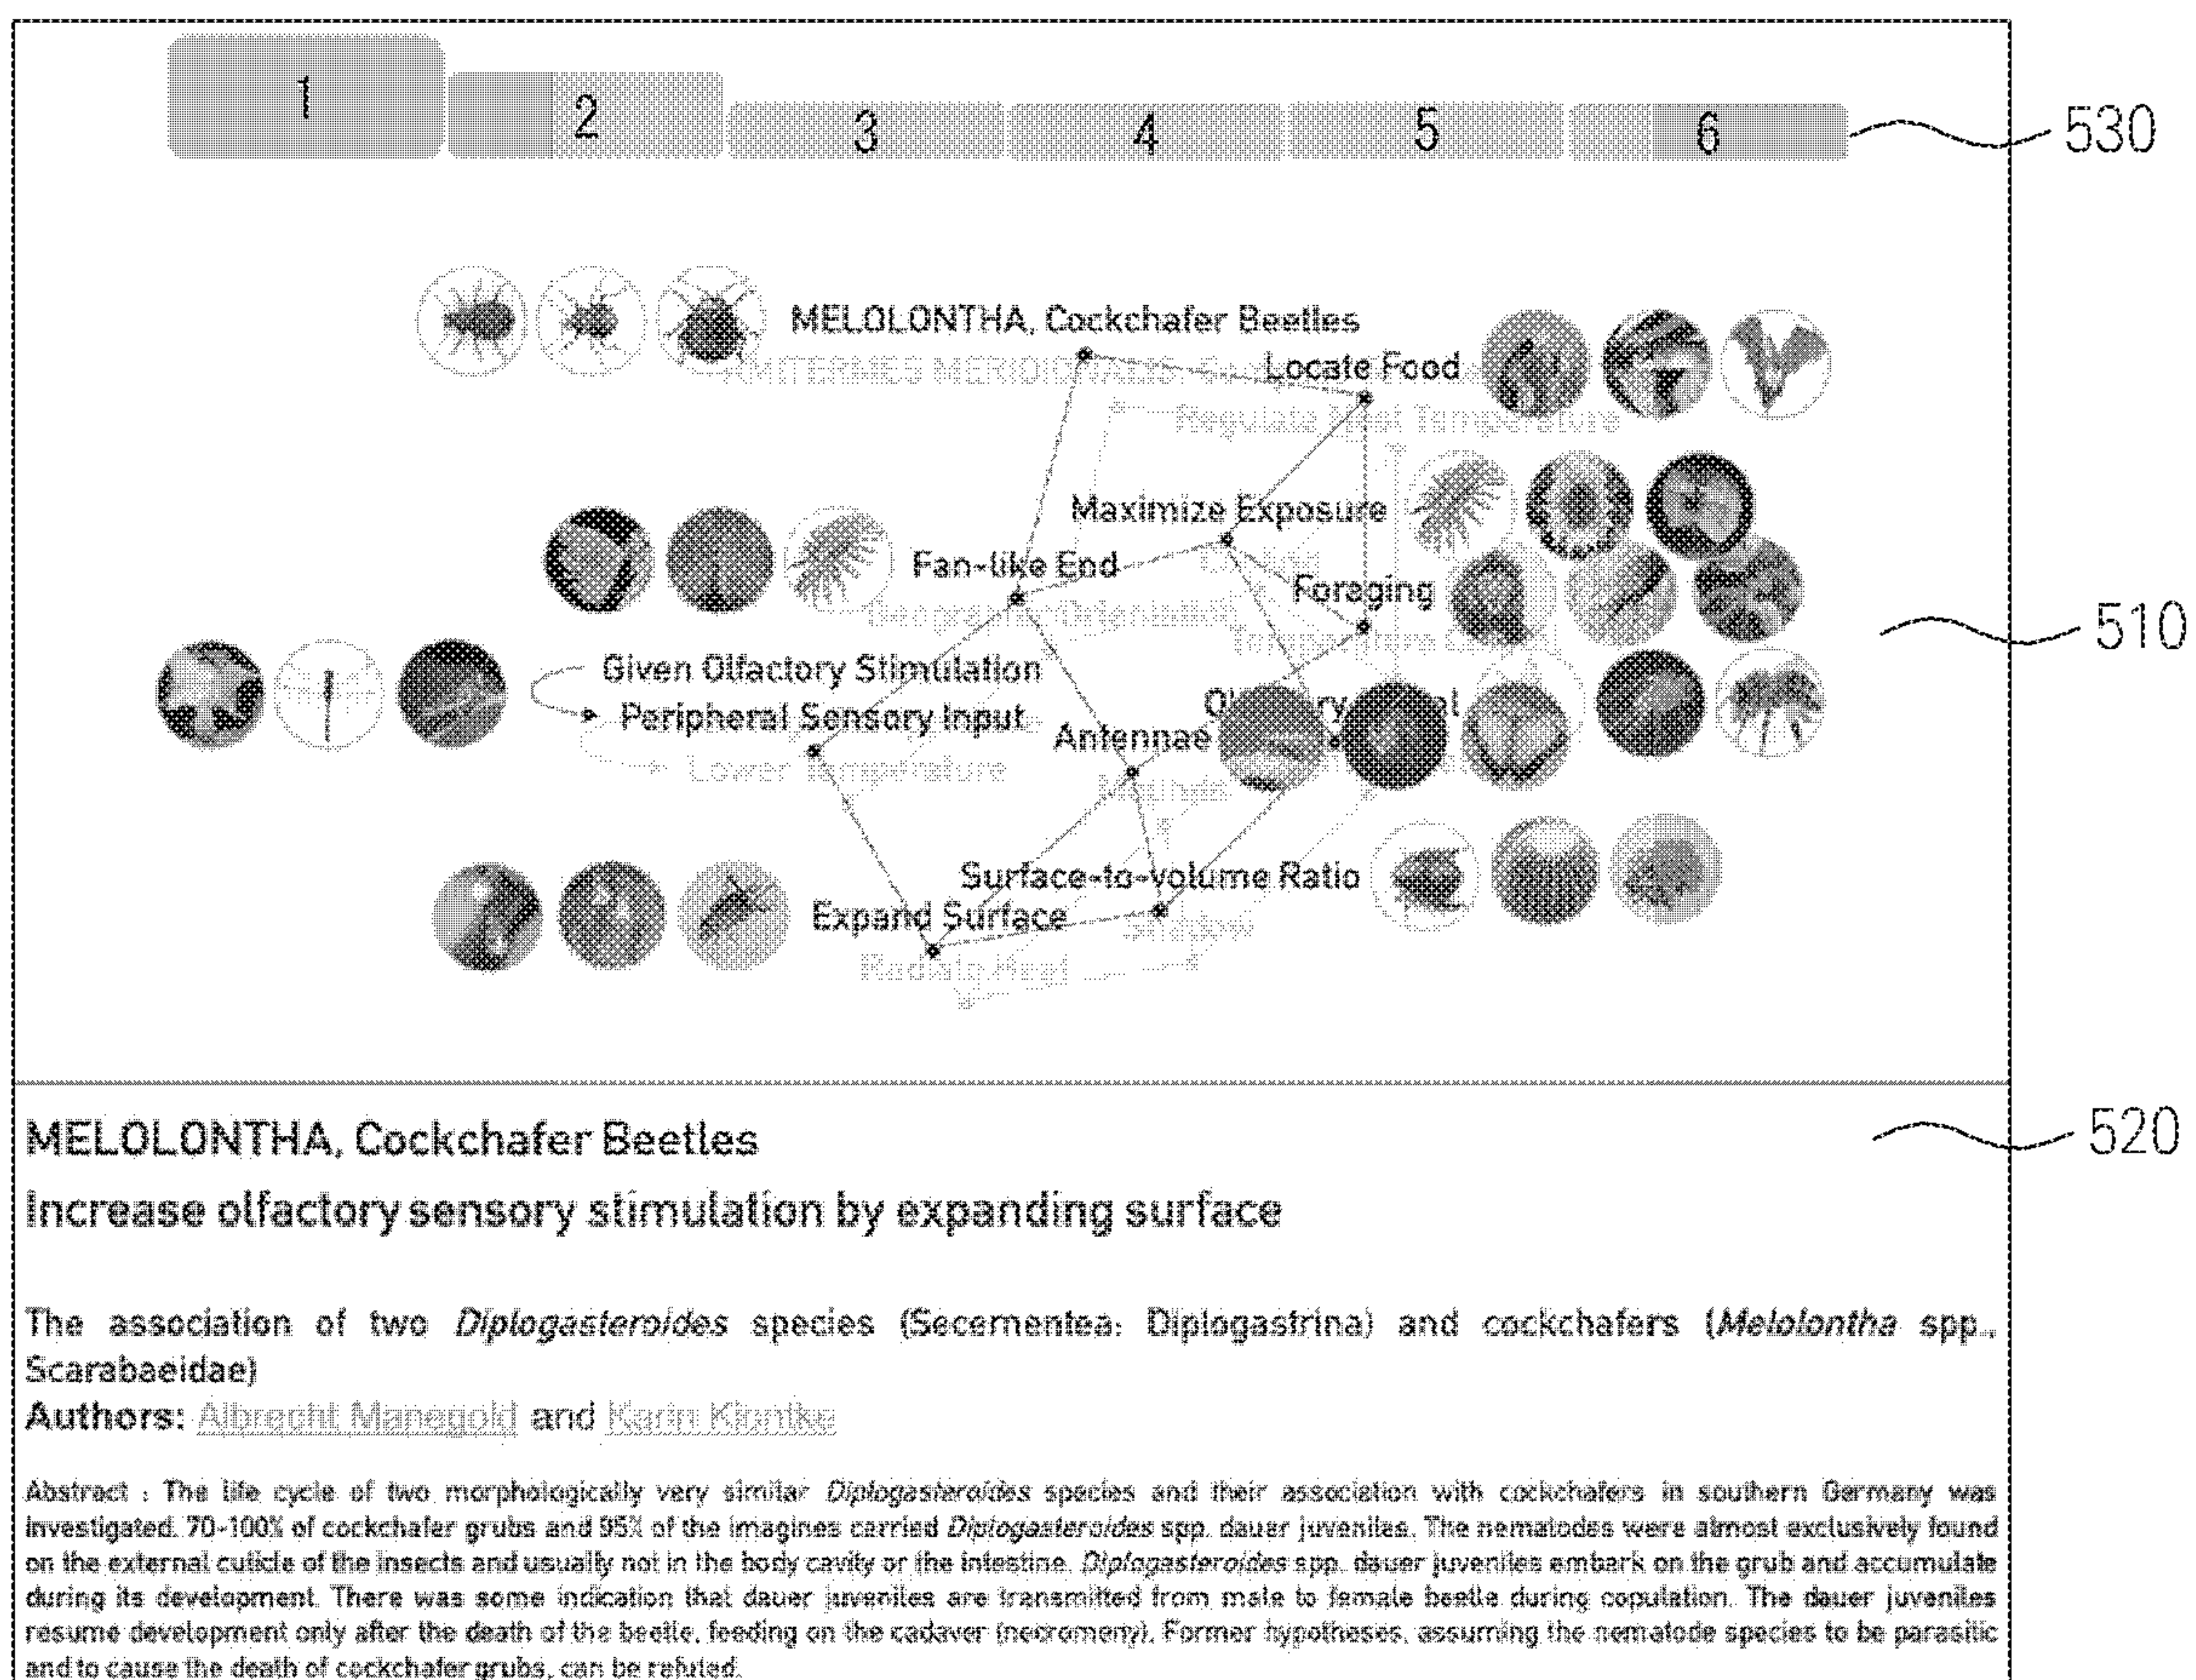 1 2 3 4 5 6
530
MELOLONTHA, Cockchafer Beetles
AMITERMES MERIDIONALIS
Locate Food
Regulate Temperature
Maximize Exposure
Fan-like End
Foraging
510
Given Olfactory Stimulation
Peripheral Sensory Input
Antennae
Lower Temperature
Surface-to-volume Ratio
Expand Surface
520
MELOLONTHA, Cockchafer Beetles
Increase olfactory sensory stimulation by expanding surface
The association of two Diplogasteroides species (Secernentea: Diplogastrina) and cockchafers (Melolontha spp.,
Scarabaeidae)
Authors: Albrecht Manegold and Karin Kiontke
Abstract : The life cycle of two morphologically very similar Diplogasteroides species and their association with cockchafers in southern Germany was
investigated. 70-100% of cockchafer grubs and 95% of the imagines carried Diplogasteroides spp. dauer juveniles. The nematodes were almost exclusively found
on the external cuticle of the insects and usually not in the body cavity or the intestine. Diplogasteroides spp. dauer juveniles embark on the grub and accumulate
during its development. There was some indication that dauer juveniles are transmitted from male to female beetle during copulation. The dauer juveniles
resume development only after the death of the beetle, feeding on the cadaver (necromeny). Former hypotheses, assuming the nematode species to be parasitic
and to cause the death of cockchafer grubs, can be refuted.